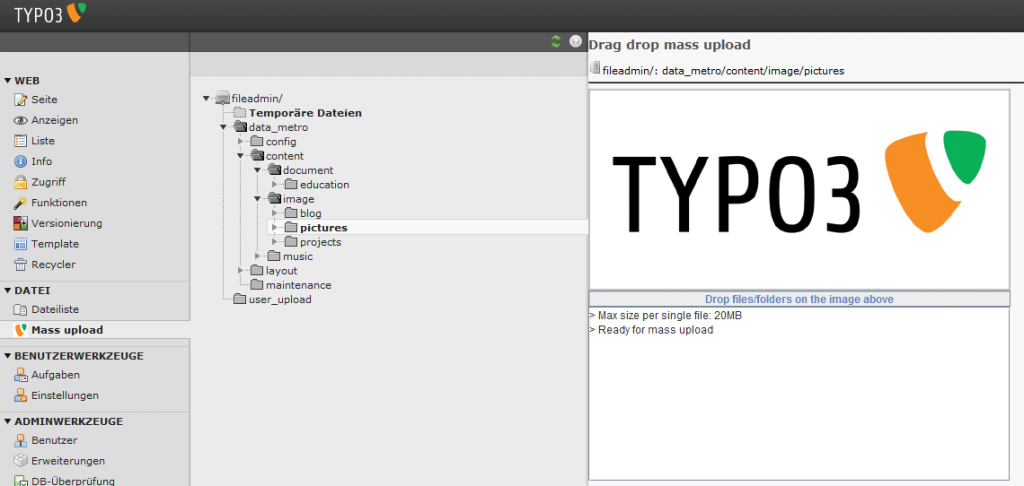 TYPO3
WEB
Seite
Anzeigen
Liste
Info
Zugriff
Funktionen
Versionierung
Template
Recycler
DATEI
Dateiliste
Mass upload
BENUTZERWERKZEUGE
Aufgaben
Einstellungen
ADMINWERKZEUGE
Benutzer
Erweiterungen
DB-Überprüfung
fileadmin/
Temporäre Dateien
data_metro
config
content
document
education
image
blog
pictures
projects
music
layout
maintenance
user_upload
Drag drop mass upload
fileadmin/: data_metro/content/image/pictures
TYPO3
Drop files/folders on the image above
> Max size per single file: 20MB
> Ready for mass upload